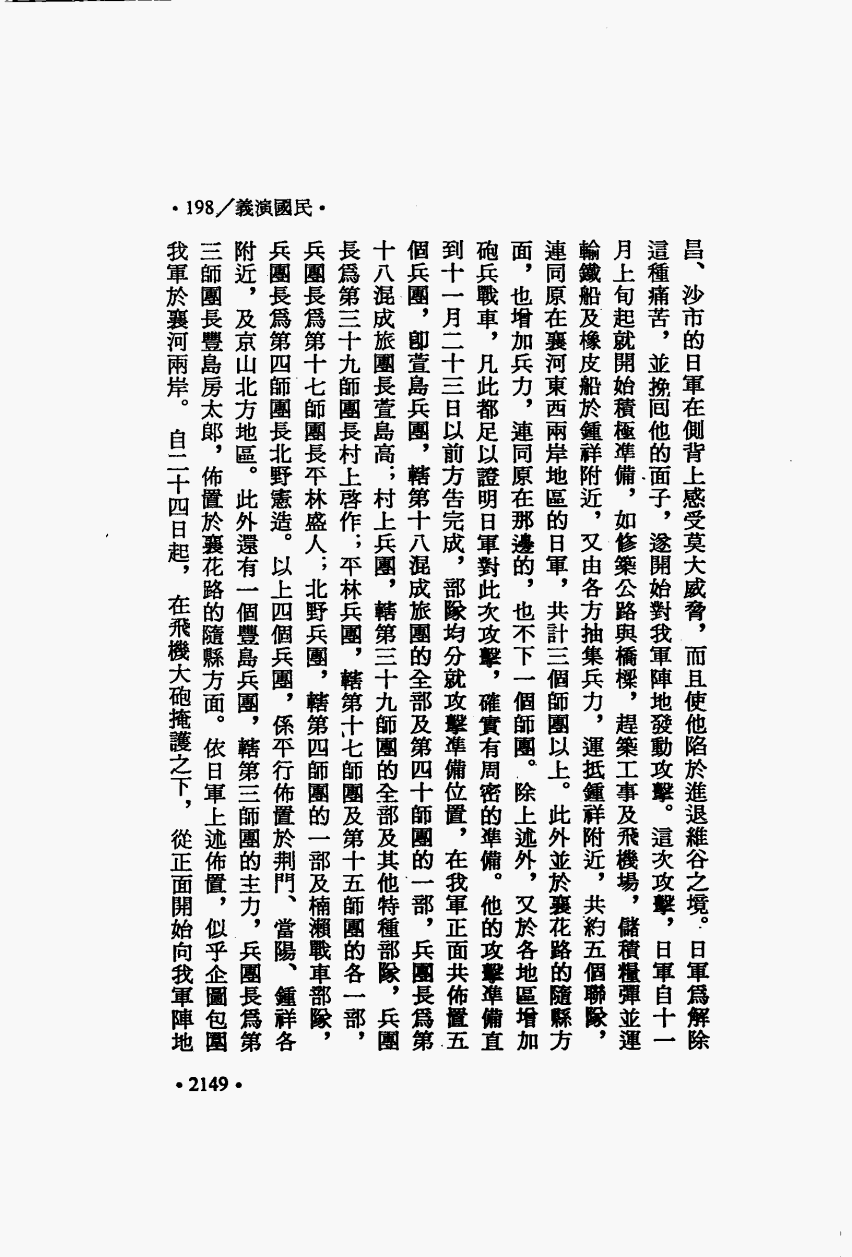 •198／義演國民•
昌、沙市的日軍在側背上感受莫大威脅，而且使他陷於進退維谷之境。日軍爲解除
這種痛苦，並挽囘他的面子，遂開始對我軍陣地發動攻擊。這次攻擊，日軍自十一
月上旬起就開始積極準備，如修築公路與橋樑，趕築工事及飛機場，儲積糧彈並運
輸鐵船及橡皮船於鍾祥附近，又由各方抽集兵力，運抵鍾祥附近，共約五個聯隊，
連同原在襄河東西兩岸地區的日軍，共計三個師團以上。此外並於襄花路的隨縣方
面，也增加兵力，連同原在那邊的，也不下一個師團。除上述外，又於各地區增加
砲兵戰車，凡此都足以證明日軍對此次攻擊，確實有周密的準備。他的攻擊準備直
到十一月二十三日以前方告完成，部隊均分就攻擊準備位置，在我軍正面共佈置五
個兵團，卽萱島兵團，轄第十八混成旅團的全部及第四十師團的一部，兵團長爲第
十八混成旅團長萱島高；村上兵團，轄第三十九師團的全部及其他特種部隊，兵團
長爲第三十九師團長村上啓作；平林兵團，轄第十七師團及第十五師團的各一部，
兵團長爲第十七師團長平林盛人；北野兵團，轄第四師團的一部及楠瀨戰車部隊，
兵團長爲第四師團長北野憲造。以上四個兵團，係平行佈置於荆門、當陽、鍾祥各
附近，及京山北方地區。此外還有一個豐島兵團，轄第三師團的主力，兵團長爲第
三師團長豐島房太郎，佈置於襄花路的隨縣方面。依日軍上述佈置，似乎企圖包圍
我軍於襄河兩岸。自二十四日起，在飛機大砲掩護之下，從正面開始向我軍陣地
•2149•